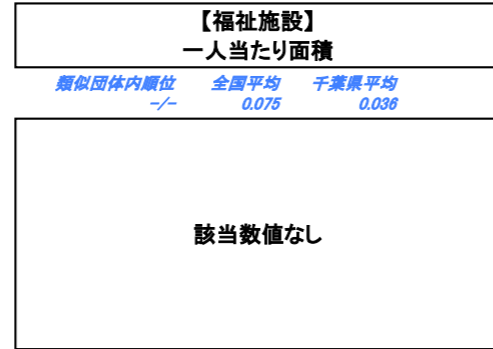 【福祉施設】
一人当たり面積
類似団体内順位 全国平均 千葉県平均
-/- 0.075 0.036
該当数値なし